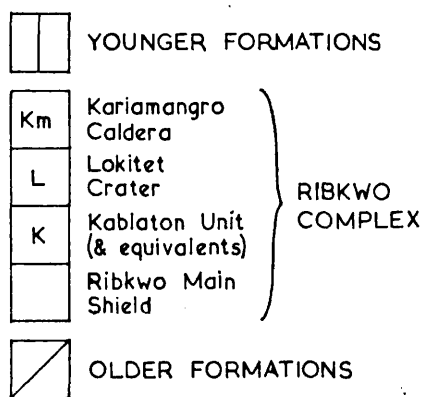 YOUNGER FORMATIONS
Km
Kariamangro
Caldera
L
Lokitet
Crater
K
Kablaton Unit
(& equivalents)
Ribkwo Main
Shield
RIBKWO
COMPLEX
OLDER FORMATIONS